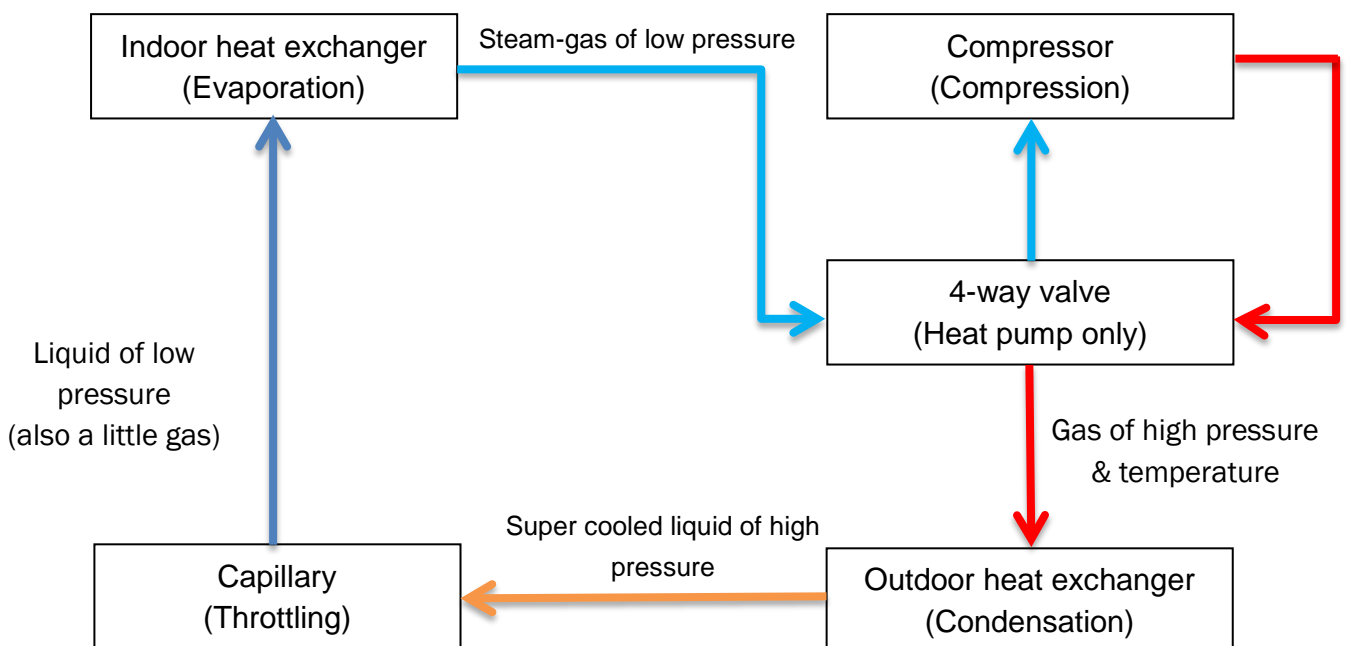 Indoor heat exchanger
(Evaporation)
Steam-gas of low pressure
Compressor
(Compression)
4-way valve
(Heat pump only)
Liquid of low
pressure
(also a little gas)
Gas of high pressure
& temperature
Super cooled liquid of high
pressure
Capillary
(Throttling)
Outdoor heat exchanger
(Condensation)